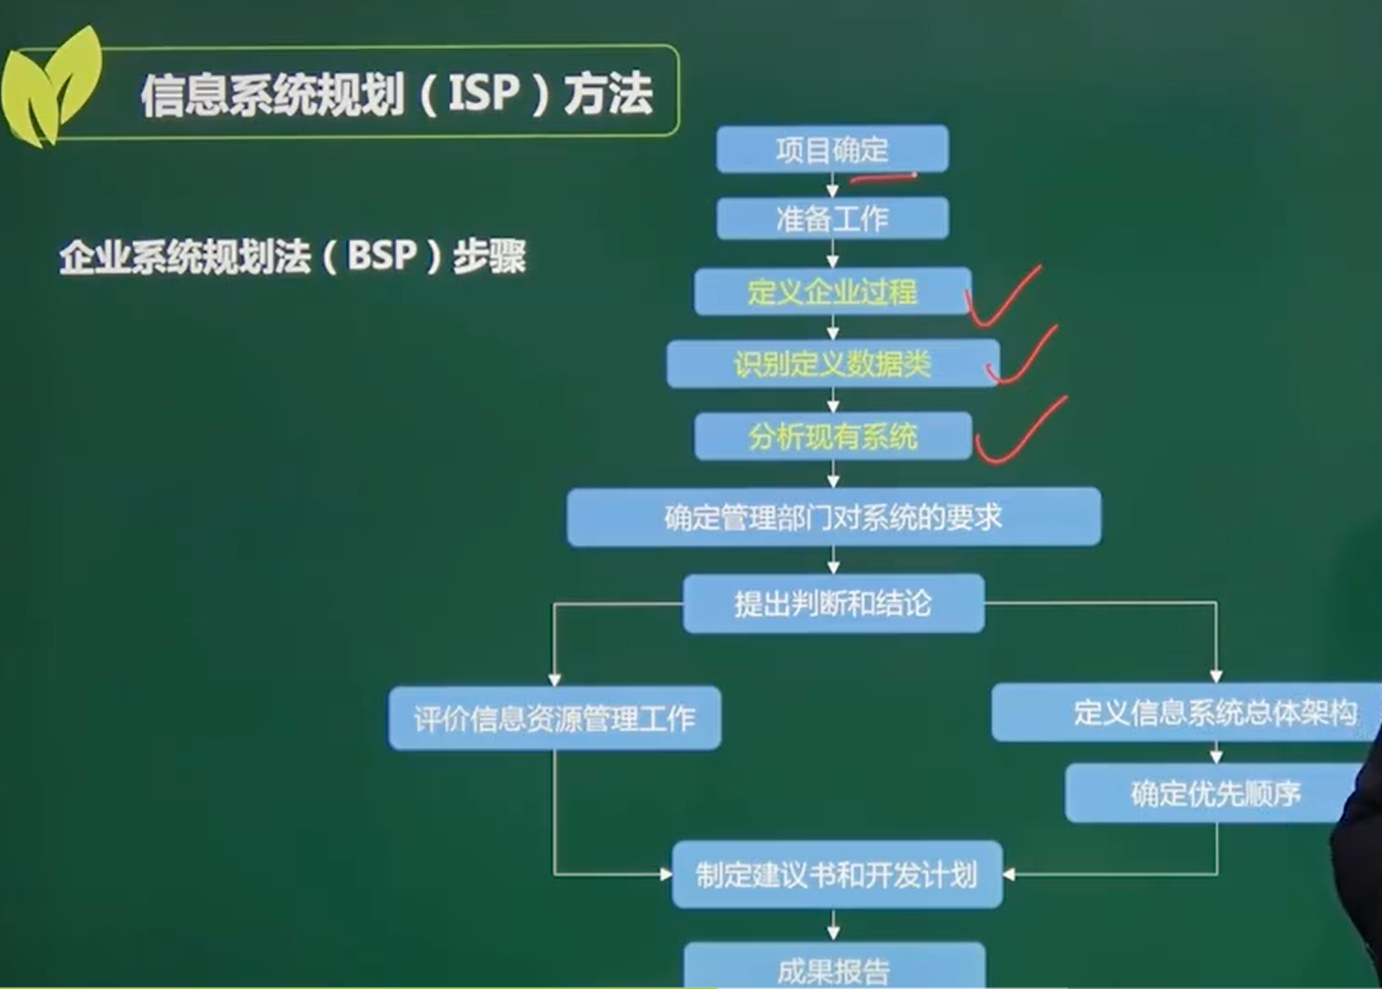 信息系统规划（ISP）方法
企业系统规划法（BSP）步骤
项目确定
准备工作
定义企业过程
识别定义数据类
分析现有系统
确定管理部门对系统的要求
提出判断和结论
评价信息资源管理工作
定义信息系统总体架构
确定优先顺序
制定建议书和开发计划
成果报告